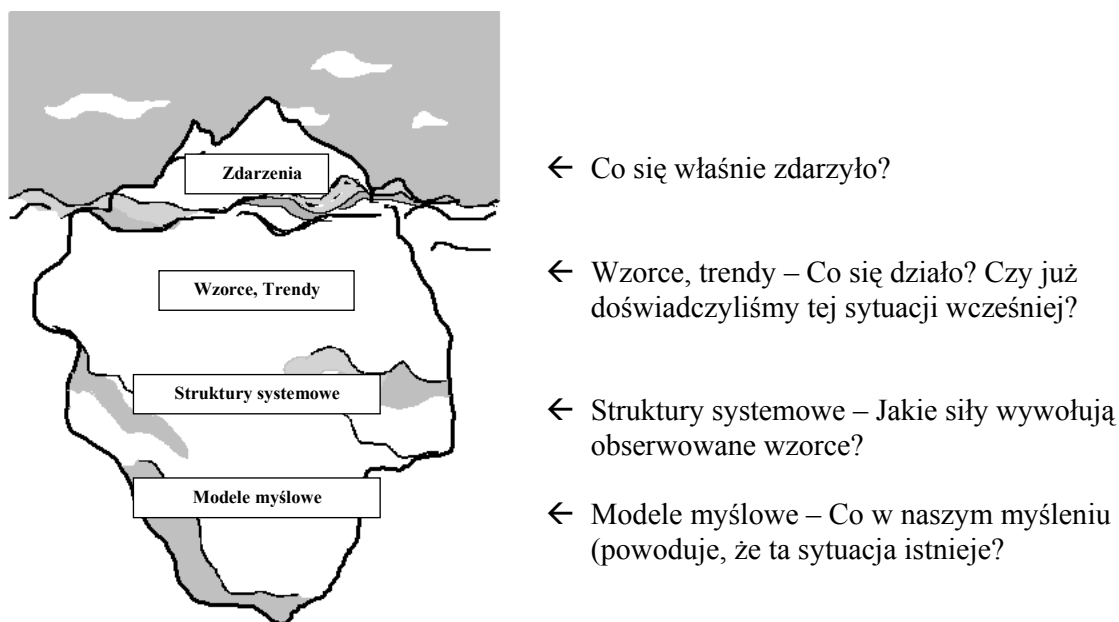 Zdarzenia
← Co się właśnie zdarzyło?
Wzorce, Trendy
← Wzorce, trendy – Co się działo? Czy już
doświadczyliśmy tej sytuacji wcześniej?
Struktury systemowe
← Struktury systemowe – Jakie siły wywołują
obserwowane wzorce?
Modele myślowe
← Modele myślowe – Co w naszym myśleniu
(powoduje, że ta sytuacja istnieje?